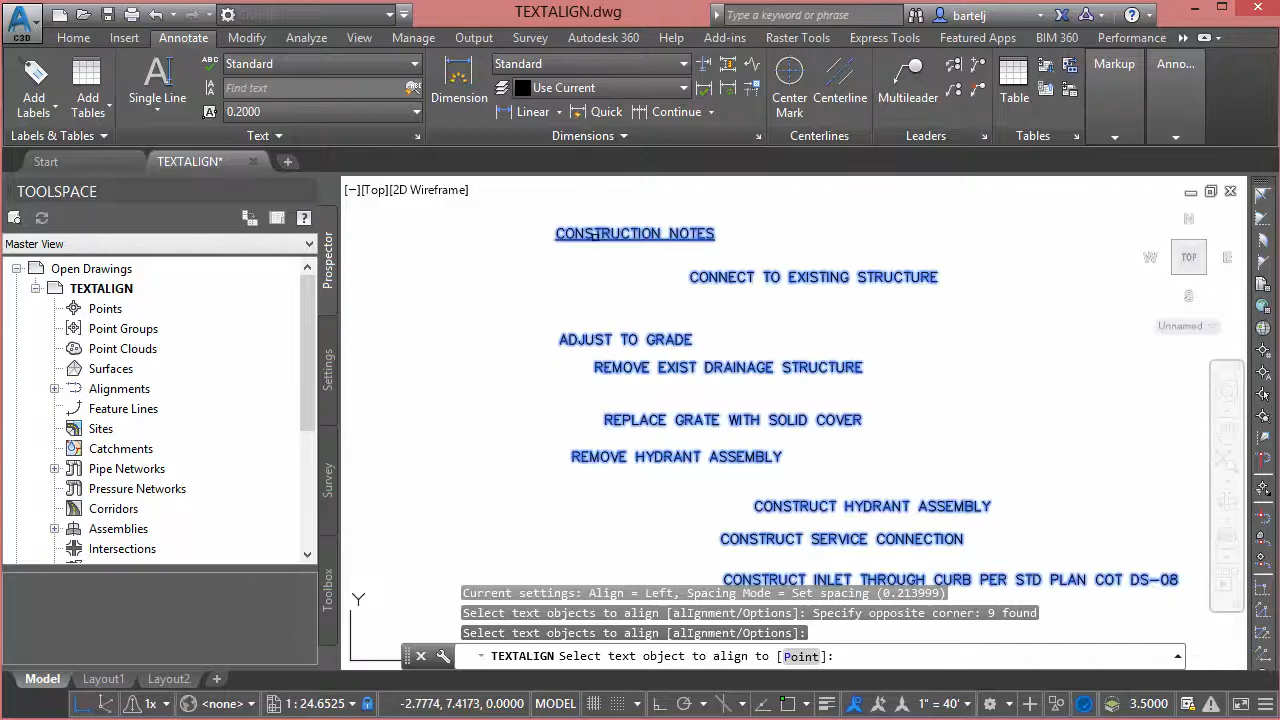 TEXTALIGN.dwg
Type a keyword or phrase
bartelj
C3D
Home Insert Annotate Modify Analyze View Manage Output Survey Autodesk 360 Help Add-ins Raster Tools Express Tools Featured Apps BIM 360 Performance
Add Labels
Add Tables
Labels & Tables
Single Line
ABC
Standard
Find text
0.2000
Text
Dimension
Standard
Use Current
Linear Quick Continue
Dimensions
Center Mark
Centerline
Centerlines
Multileader
Leaders
Table
Tables
Markup
Anno...
Start
TEXTALIGN*
TOOLSPACE
Master View
Open Drawings
TEXTALIGN
Points
Point Groups
Point Clouds
Surfaces
Alignments
Feature Lines
Sites
Catchments
Pipe Networks
Pressure Networks
Corridors
Assemblies
Intersections
Prospector
Settings
Survey
Toolbox
[−][Top][2D Wireframe]
N
W TOP E
S
Unnamed
CONSTRUCTION NOTES
CONNECT TO EXISTING STRUCTURE
ADJUST TO GRADE
REMOVE EXIST DRAINAGE STRUCTURE
REPLACE GRATE WITH SOLID COVER
REMOVE HYDRANT ASSEMBLY
CONSTRUCT HYDRANT ASSEMBLY
CONSTRUCT SERVICE CONNECTION
CONSTRUCT INLET THROUGH CURB PER STD PLAN COT DS-08
Y
Current settings: Align = Left, Spacing Mode = Set spacing (0.213999)
Select text objects to align [alIgnment/Options]: Specify opposite corner: 9 found
Select text objects to align [alIgnment/Options]:
TEXTALIGN Select text object to align to [Point]:
Model Layout1 Layout2
1x <none> 1:24.6525 -2.7774, 7.4173, 0.0000 MODEL 1" = 40' 3.5000